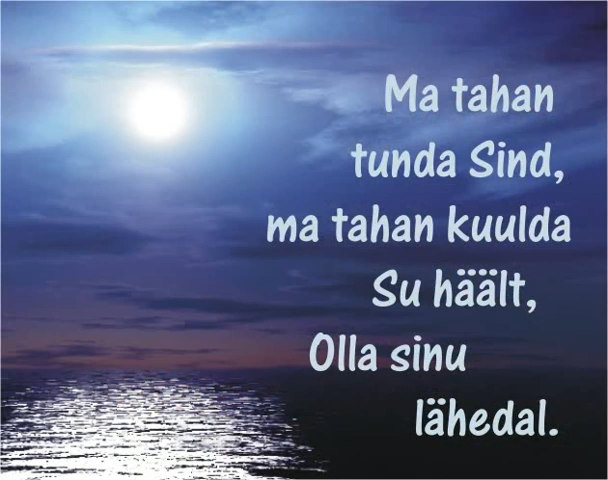 Ma tahan
tunda Sind,
ma tahan kuulda
Su häält,
Olla sinu
lähedal.